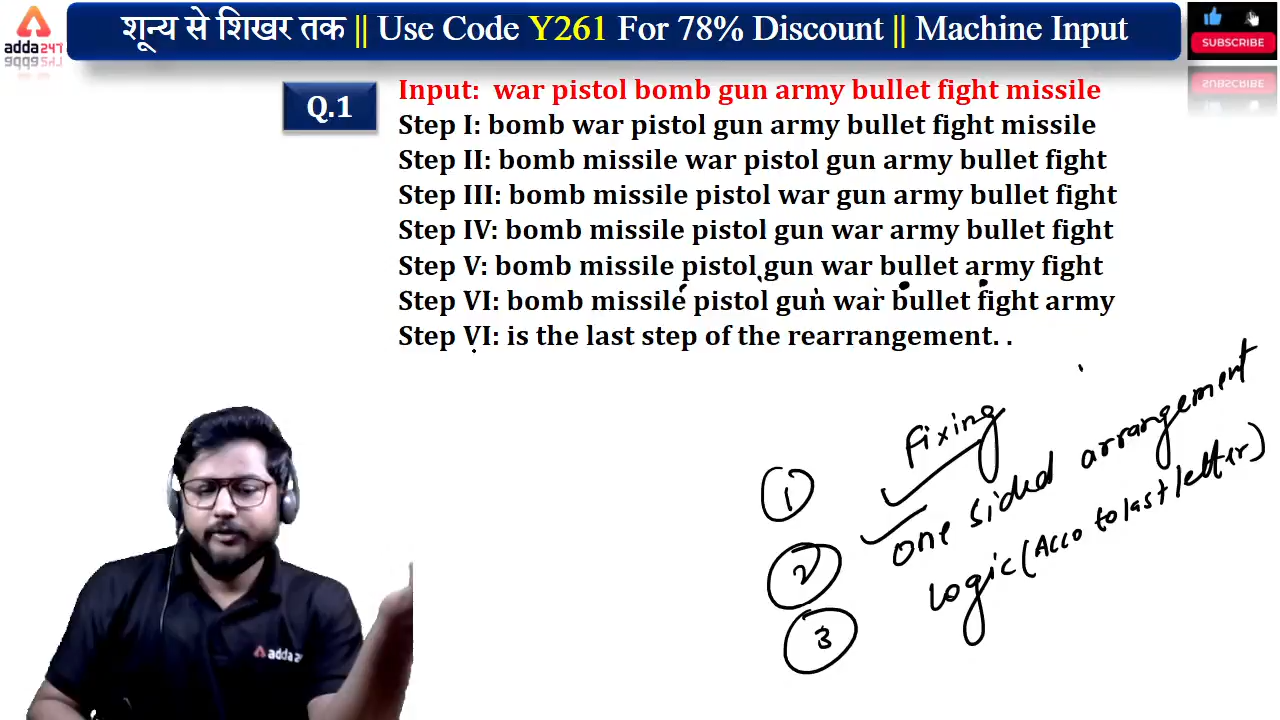 शून्य से शिखर तक || Use Code Y261 For 78% Discount || Machine Input
adda247
SUBSCRIBE
Q.1
Input: war pistol bomb gun army bullet fight missile
Step I: bomb war pistol gun army bullet fight missile
Step II: bomb missile war pistol gun army bullet fight
Step III: bomb missile pistol war gun army bullet fight
Step IV: bomb missile pistol gun war army bullet fight
Step V: bomb missile pistol gun war bullet army fight
Step VI: bomb missile pistol gun war bullet fight army
Step VI: is the last step of the rearrangement. .
1 Fixing
2 One sided arrangement
3 Logic (Acco to last letter)
adda24